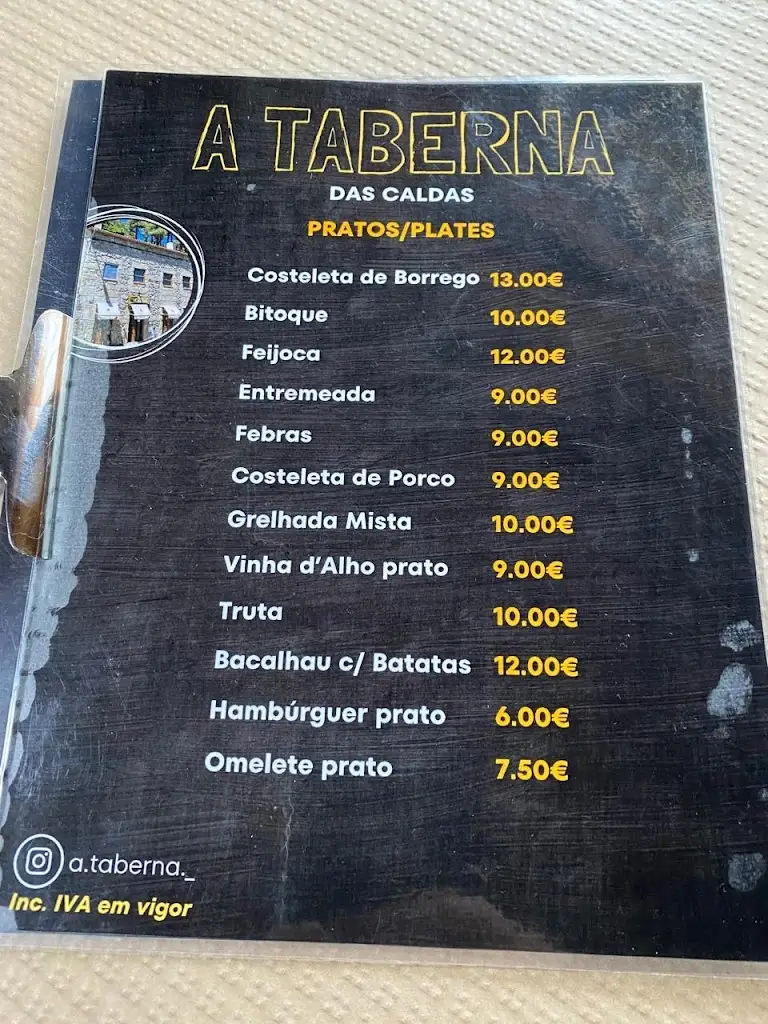 A TABERNA
DAS CALDAS
PRATOS/PLATES
Costeleta de Borrego 13.00€
Bitoque 10.00€
Feijoca 12.00€
Entremeada 9.00€
Febras 9.00€
Costeleta de Porco 9.00€
Grelhada Mista 10.00€
Vinha d'Alho prato 9.00€
Truta 10.00€
Bacalhau c/ Batatas 12.00€
Hambúrguer prato 6.00€
Omelete prato 7.50€
a.taberna._
Inc. IVA em vigor